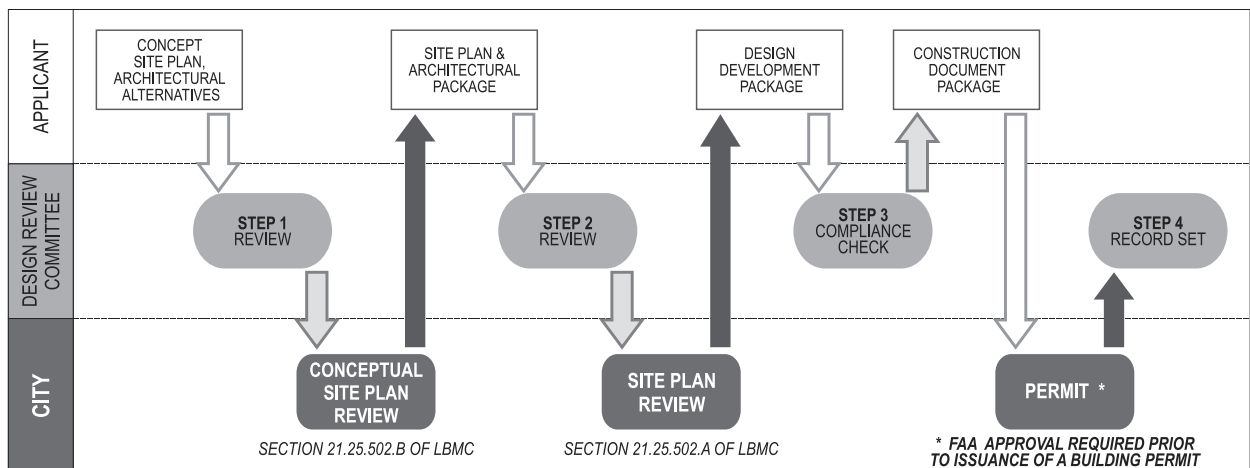 APPLICANT
CONCEPT
SITE PLAN,
ARCHITECTURAL
ALTERNATIVES
SITE PLAN &
ARCHITECTURAL
PACKAGE
DESIGN
DEVELOPMENT
PACKAGE
CONSTRUCTION
DOCUMENT
PACKAGE
DESIGN REVIEW
COMMITTEE
STEP 1
REVIEW
STEP 2
REVIEW
STEP 3
COMPLIANCE
CHECK
STEP 4
RECORD SET
CITY
CONCEPTUAL
SITE PLAN
REVIEW
SECTION 21.25.502.B OF LBMC
SITE PLAN
REVIEW
SECTION 21.25.502.A OF LBMC
PERMIT *
* FAA APPROVAL REQUIRED PRIOR
TO ISSUANCE OF A BUILDING PERMIT